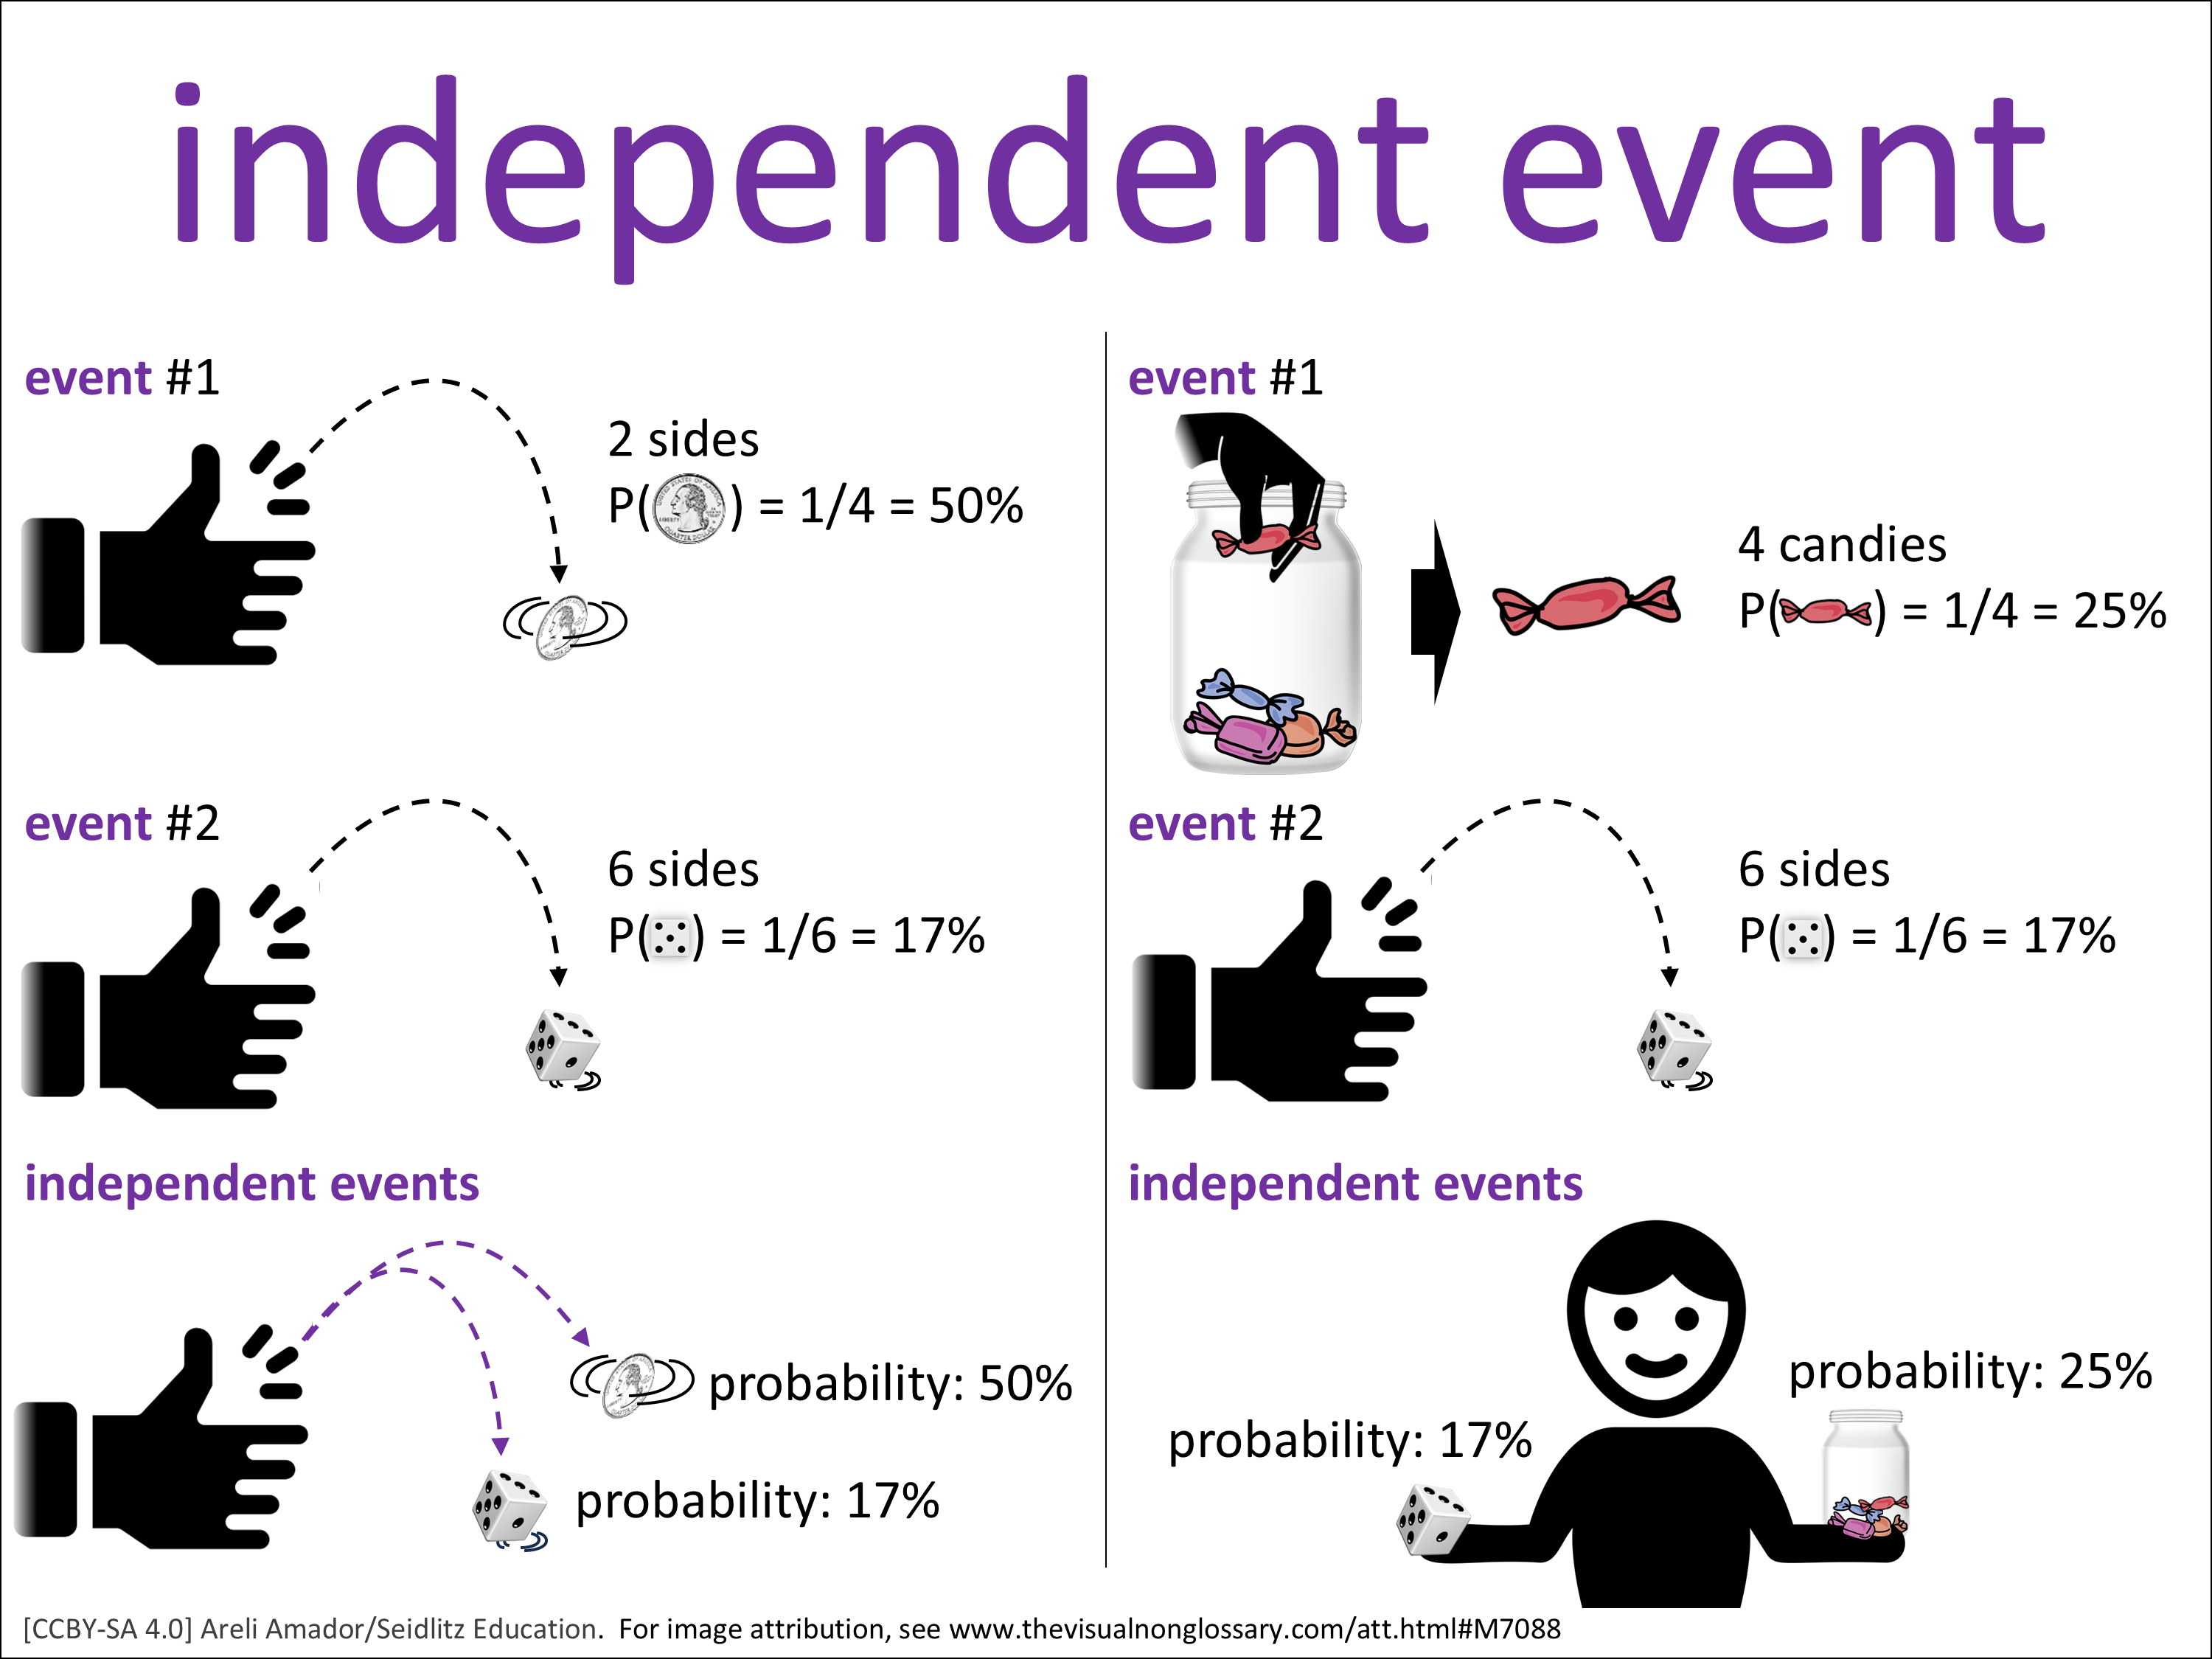 independent event
event #1
2 sides
P( ) = 1/4 = 50%
event #2
6 sides
P( ) = 1/6 = 17%
independent events
probability: 50%
probability: 17%
event #1
4 candies
P( ) = 1/4 = 25%
event #2
6 sides
P( ) = 1/6 = 17%
independent events
probability: 25%
probability: 17%
[CCBY-SA 4.0] Areli Amador/Seidlitz Education. For image attribution, see www.thevisualnonglossary.com/att.html#M7088